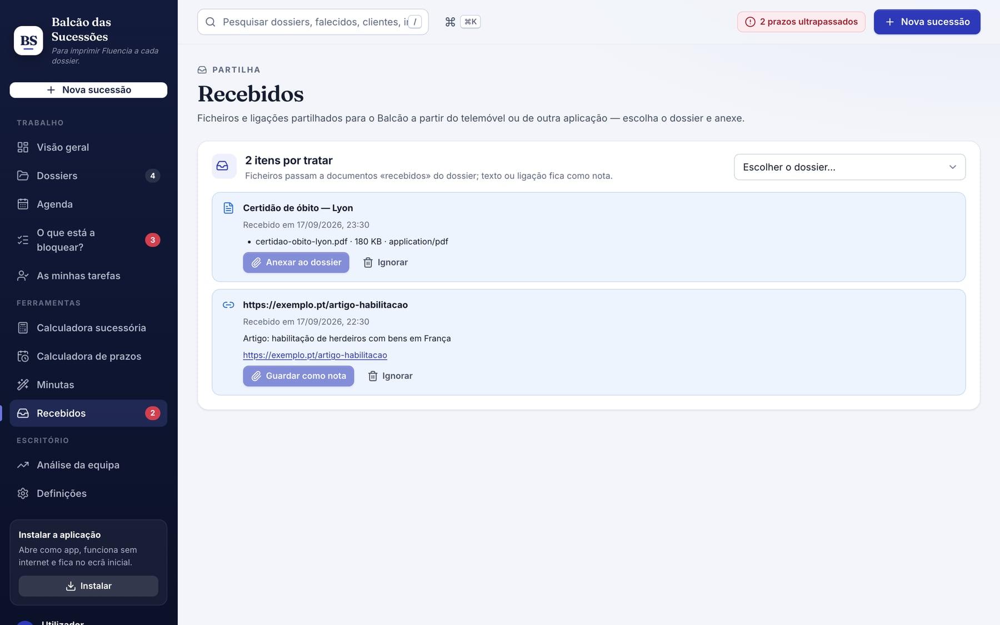 BS
Balcão das
Sucessões
Para imprimir Fluencia a cada
dossier.
Nova sucessão
TRABALHO
Visão geral
Dossiers 4
Agenda
O que está a
bloquear? 3
As minhas tarefas
FERRAMENTAS
Calculadora sucessória
Calculadora de prazos
Minutas
Recebidos 2
ESCRITÓRIO
Análise da equipa
Definições
Instalar a aplicação
Abre como app, funciona sem
internet e fica no ecrã inicial.
Instalar
Utilizador
Pesquisar dossiers, falecidos, clientes, i /
⌘ ⌘K
2 prazos ultrapassados
Nova sucessão
PARTILHA
Recebidos
Ficheiros e ligações partilhados para o Balcão a partir do telemóvel ou de outra aplicação — escolha o dossier e anexe.
2 itens por tratar
Ficheiros passam a documentos «recebidos» do dossier; texto ou ligação fica como nota.
Escolher o dossier...
Certidão de óbito — Lyon
Recebido em 17/09/2026, 23:30
• certidao-obito-lyon.pdf · 180 KB · application/pdf
Anexar ao dossier Ignorar
https://exemplo.pt/artigo-habilitacao
Recebido em 17/09/2026, 22:30
Artigo: habilitação de herdeiros com bens em França
https://exemplo.pt/artigo-habilitacao
Guardar como nota Ignorar